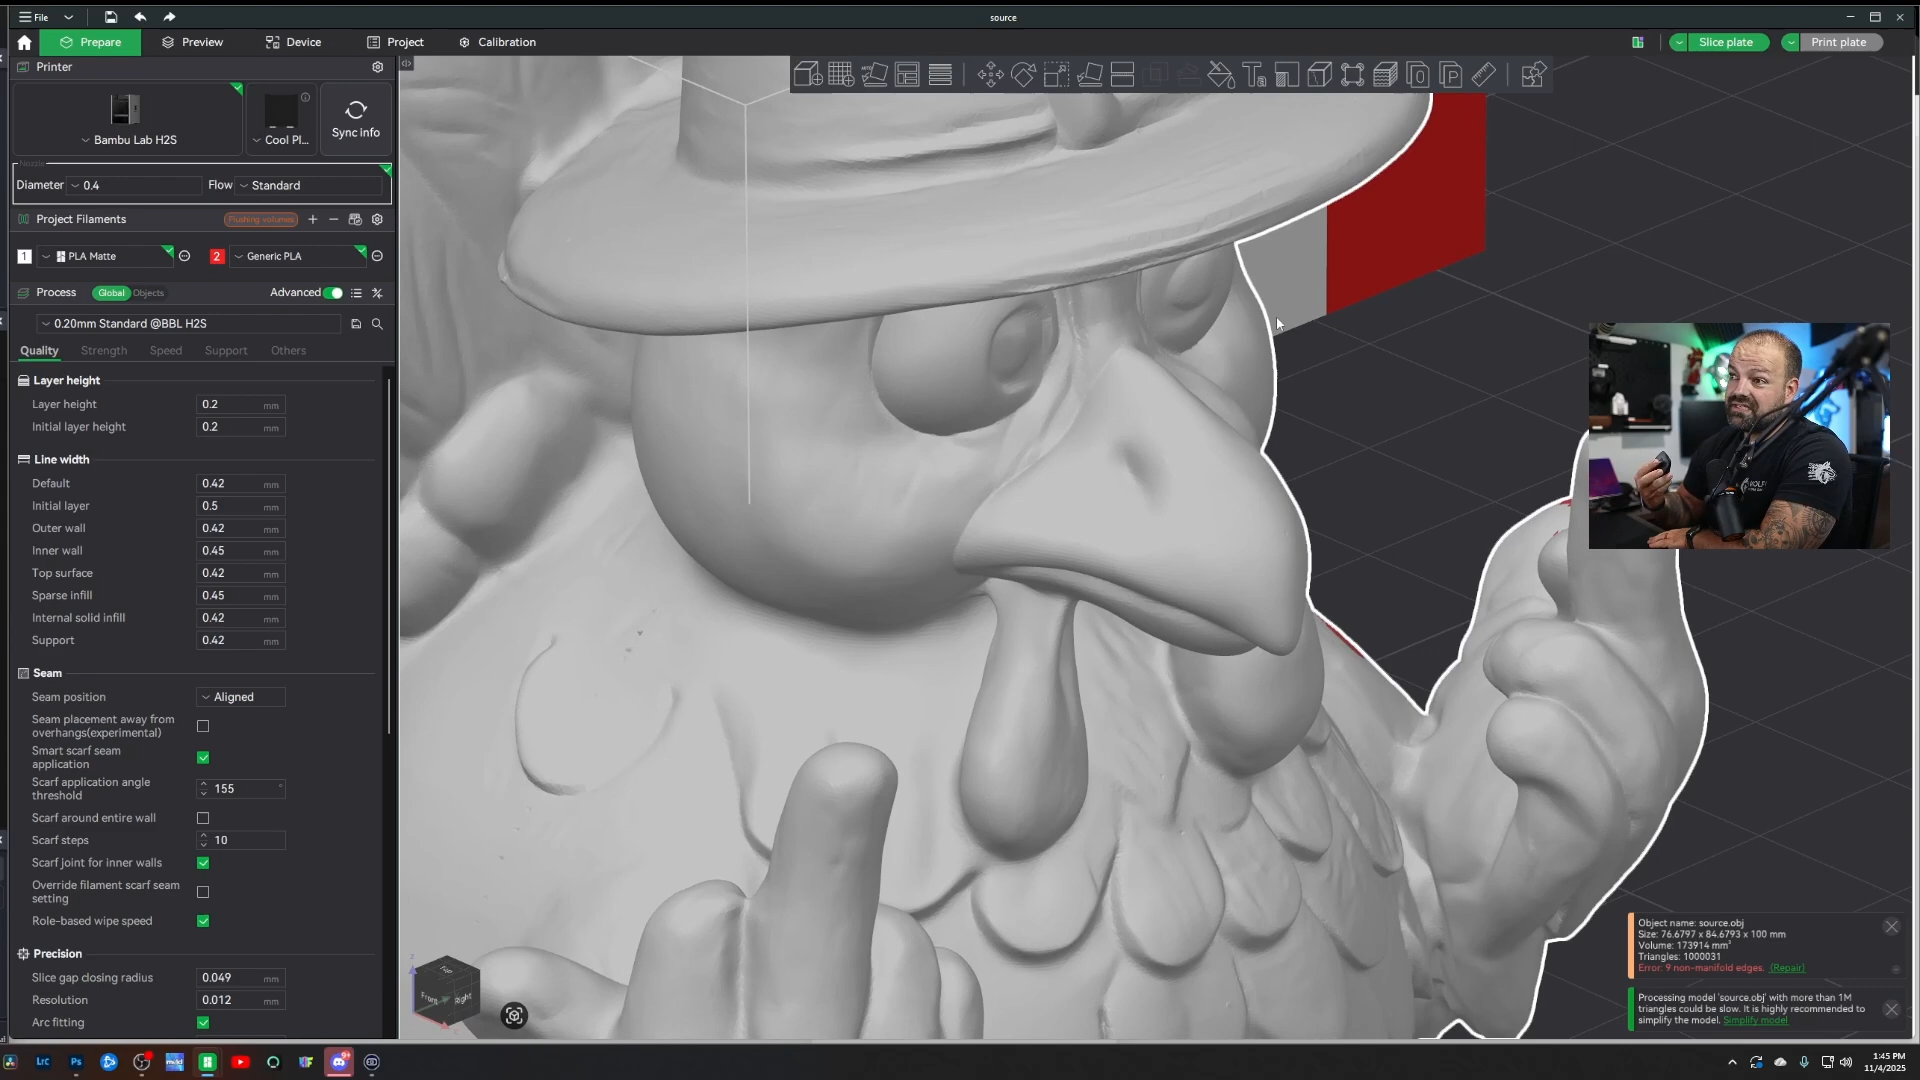 File
source
Prepare
Preview
Device
Project
Calibration
Slice plate
Print plate
Printer
Bambu Lab H2S
Cool Pl...
Sync info
Nozzle
Diameter
0.4
Flow
Standard
Project Filaments
Flushing volumes
1
PLA Matte
2
Generic PLA
Process
Global
Objects
Advanced
0.20mm Standard @BBL H2S
Quality
Strength
Speed
Support
Others
Layer height
Layer height
0.2
mm
Initial layer height
0.2
mm
Line width
Default
0.42
mm
Initial layer
0.5
mm
Outer wall
0.42
mm
Inner wall
0.45
mm
Top surface
0.42
mm
Sparse infill
0.45
mm
Internal solid infill
0.42
mm
Support
0.42
mm
Seam
Seam position
Aligned
Seam placement away from
overhangs(experimental)
Smart scarf seam
application
Scarf application angle
threshold
155
°
Scarf around entire wall
Scarf steps
10
Scarf joint for inner walls
Override filament scarf seam
setting
Role-based wipe speed
Precision
Slice gap closing radius
0.049
mm
Resolution
0.012
mm
Arc fitting
Top
Front
Right
Object name: source.obj
Size: 76.6797 x 84.6793 x 100 mm
Volume: 173914 mm³
Triangles: 1000031
Error: 9 non-manifold edges. (Repair)
Processing model 'source.obj' with more than 1M
triangles could be slow. It is highly recommended to
simplify the model. Simplify model
LrC
Ps
1:45 PM
11/4/2025